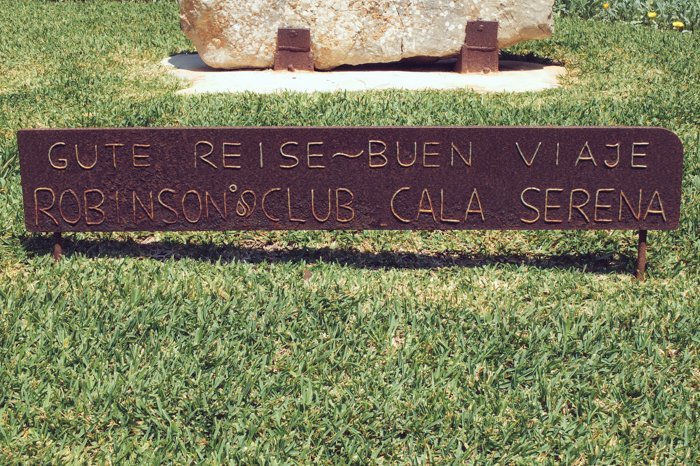 GUTE REISE~BUEN VIAJE
ROBINSON'S CLUB CALA SERENA